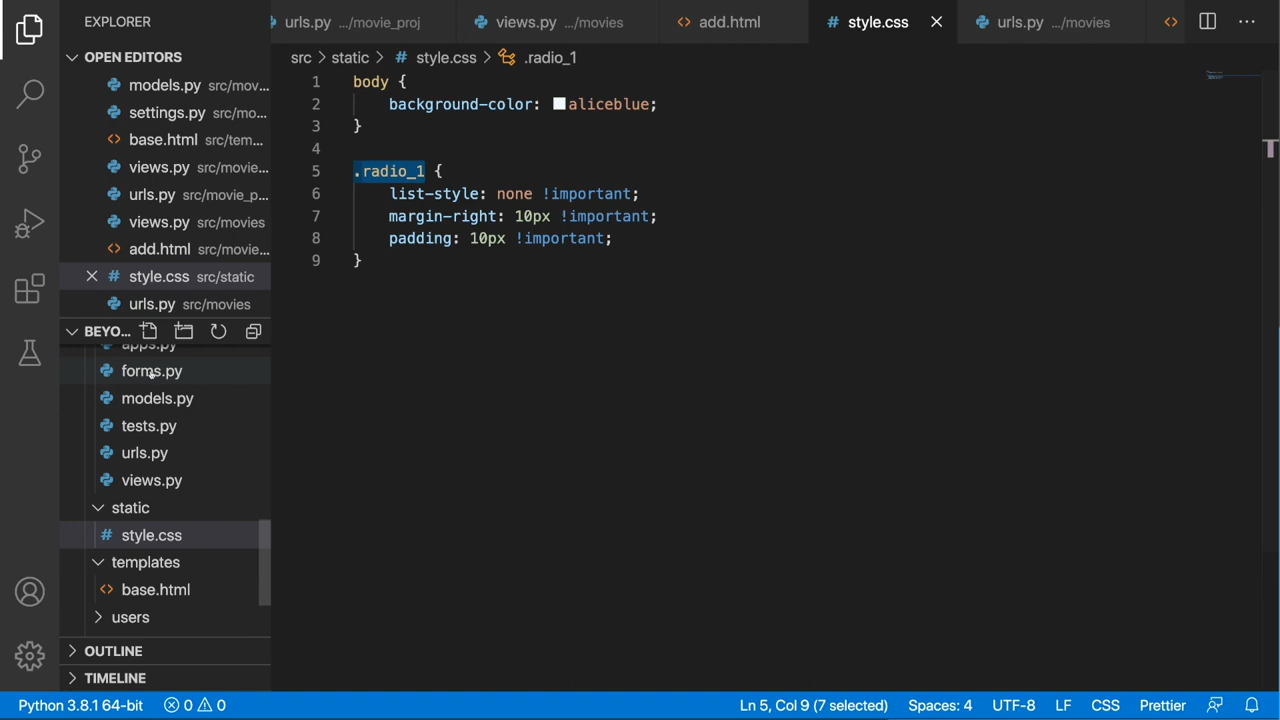 EXPLORER
OPEN EDITORS
models.py src/mov...
settings.py src/mo...
base.html src/tem...
views.py src/movie...
urls.py src/movie_p...
views.py src/movies
add.html src/movie...
style.css src/static
urls.py src/movies
BEYO...
apps.py
forms.py
models.py
tests.py
urls.py
views.py
static
style.css
templates
base.html
users
OUTLINE
TIMELINE
urls.py .../movie_proj
views.py .../movies
add.html
style.css
urls.py .../movies
src > static > # style.css > .radio_1
1 body {
2 background-color: aliceblue;
3 }
4
5 .radio_1 {
6 list-style: none !important;
7 margin-right: 10px !important;
8 padding: 10px !important;
9 }
Python 3.8.1 64-bit 0 0 Ln 5, Col 9 (7 selected) Spaces: 4 UTF-8 LF CSS Prettier